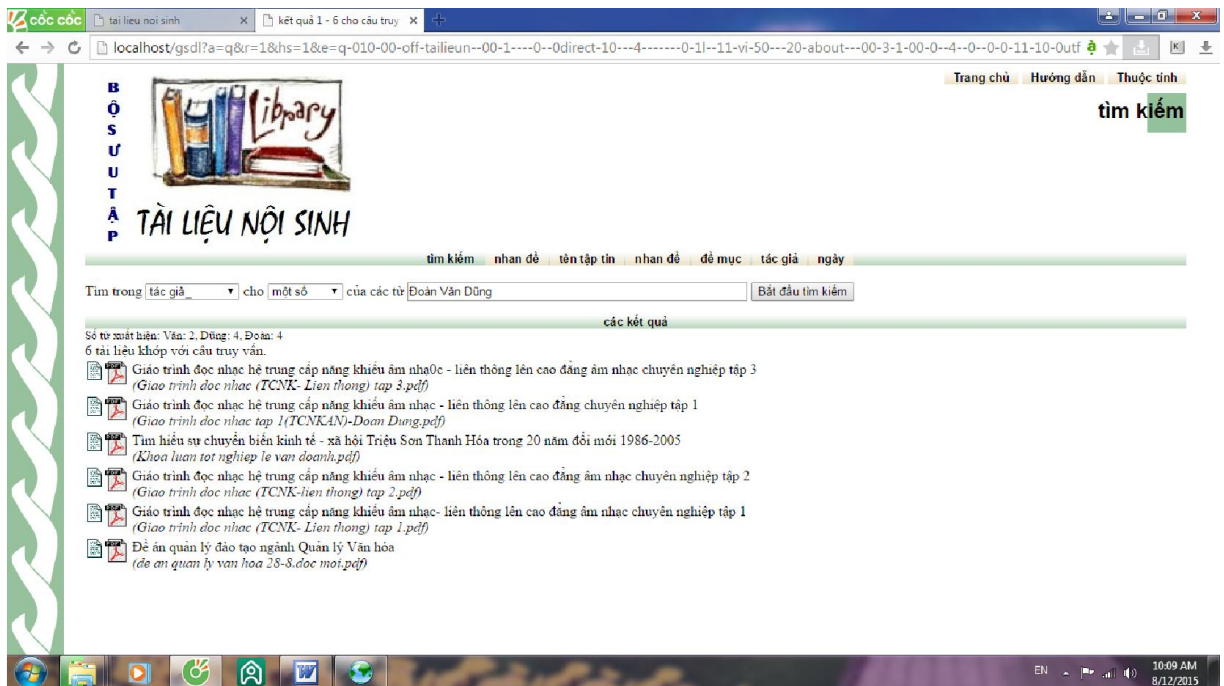 cốc cốc tai lieu noi sinh kết quả 1 - 6 cho câu truy
localhost/gsdl?a=q&r=1&hs=1&e=q-010-00-off-tailieun--00-1----0--0direct-10---4-------0-1l--11-vi-50---20-about---00-3-1-00-0--4--0--0-0-11-10-0utf
Trang chủ Hướng dẫn Thuộc tính
tìm kiếm
BỘ SƯU TẬP
Library
TÀI LIỆU NỘI SINH
tìm kiếm nhan đề tên tập tin nhan đề đề mục tác giả ngày
Tìm trong tác giả_ cho một số của các từ Đoàn Văn Dũng Bắt đầu tìm kiếm
các kết quả
Số từ xuất hiện: Văn: 2, Dũng: 4, Đoàn: 4
6 tài liệu khớp với câu truy vấn.
Giáo trình đọc nhạc hệ trung cấp năng khiếu âm nhạ0c - liên thông lên cao đẳng âm nhạc chuyên nghiệp tập 3
(Giao trinh doc nhac (TCNK- Lien thong) tap 3.pdf)
Giáo trình đọc nhạc hệ trung cấp năng khiếu âm nhạc - liên thông lên cao đẳng chuyên nghiệp tập 1
(Giao trinh doc nhac tap 1(TCNKAN)-Doan Dung.pdf)
Tìm hiểu sự chuyển biến kinh tế - xã hội Triệu Sơn Thanh Hóa trong 20 năm đổi mới 1986-2005
(Khoa luan tot nghiep le van doanh.pdf)
Giáo trình đọc nhạc hệ trung cấp năng khiếu âm nhạc - liên thông lên cao đẳng âm nhạc chuyên nghiệp tập 2
(Giao trinh doc nhac (TCNK-lien thong) tap 2.pdf)
Giáo trình đọc nhạc hệ trung cấp năng khiếu âm nhạc- liên thông lên cao đẳng âm nhạc chuyên nghiệp tập 1
(Giao trinh doc nhac (TCNK- Lien thong) tap 1.pdf)
Đề án quản lý đào tạo ngành Quản lý Văn hóa
(de an quan ly van hoa 28-8.doc moi.pdf)
EN 10:09 AM
8/12/2015